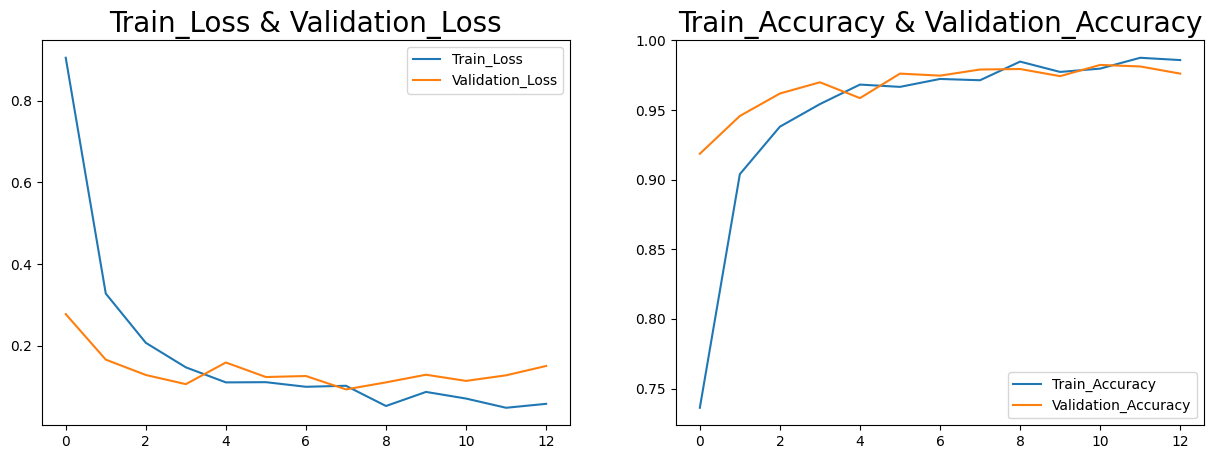 Train_Loss & Validation_Loss
Train_Loss
Validation_Loss
0.8
0.6
0.4
0.2
0 2 4 6 8 10 12
Train_Accuracy & Validation_Accuracy
1.00
0.95
0.90
0.85
0.80
0.75
Train_Accuracy
Validation_Accuracy
0 2 4 6 8 10 12